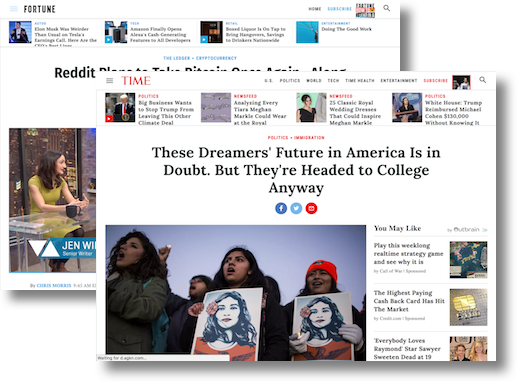 FORTUNE
HOME
SUBSCRIBE
AUTOS
Elon Musk Was Weirder
Than Usual on Tesla's
Earnings Call. Here Are the
TECH
Amazon Finally Opens
Alexa's Cash-Generating
Features to All Developers
RETAIL
Boxed Liquor Is On Tap to
Bring Hangovers, Savings
to Drinkers Nationwide
ENTERTAINMENT
Doing The Good Work
THE LEDGER • CRYPTOCURRENCY
Reddit Plans to Take Bitcoin Once Again, Along
JEN WI
Senior Writer
By CHRIS MORRIS
TIME
U.S.
POLITICS
WORLD
TECH
TIME HEALTH
ENTERTAINMENT
SUBSCRIBE
POLITICS
Big Business Wants
to Stop Trump From
Leaving This Other
Climate Deal
NEWSFEED
Analyzing Every
Tiara Meghan
Markle Could Wear
at the Royal
NEWSFEED
25 Classic Royal
Wedding Dresses
That Could Inspire
Meghan Markle
POLITICS
White House: Trump
Reimbursed Michael
Cohen $130,000
Without Knowing It
POLITICS • IMMIGRATION
These Dreamers' Future in America Is in
Doubt. But They're Headed to College
Anyway
You May Like
by Outbrain
Play this weeklong
realtime strategy game
and see why it is
by Call of War | Sponsored
The Highest Paying
Cash Back Card Has Hit
The Market
by Credit.com | Sponsored
'Everybody Loves
Raymond' Star Sawyer
Sweeten Dead at 19
Waiting for d.agkn.com...